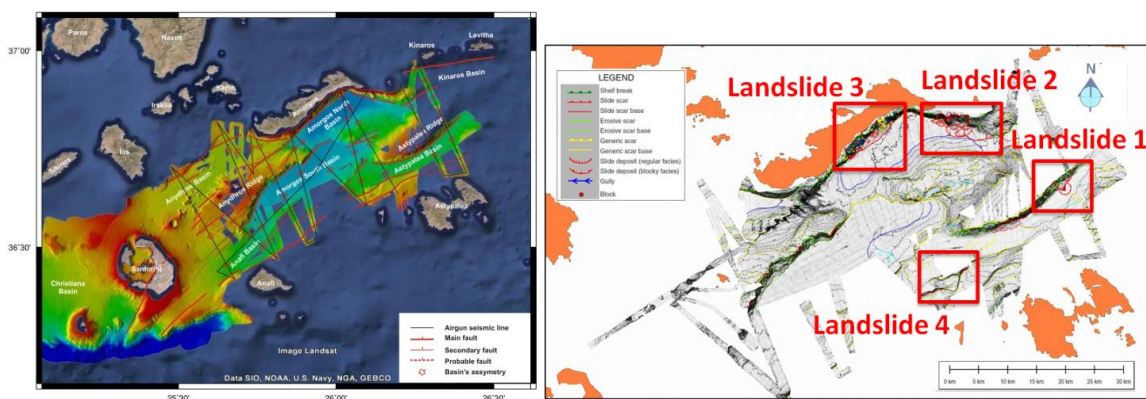 Paros
Naxos
Levitha
Kinaros
37°00'
Kinaros Basin
Iraklia
Karos
Amorgos
Amorgos North
Basin
Ios
Sikinos
Astypalea Ridge
Amorgos South Basin
Astypalea Basin
Anydhros Basin
Anydhros Ridge
Astypalea
36°30'
Anafi Basin
Santorini
Anafi
Christiana
Basin
Airgun seismic line
Main fault
Secondary fault
Probable fault
Basin's assymetry
Image Landsat
Data SIO, NOAA, U.S. Navy, NGA, GEBCO
25°30'
26°00'
26°30'
LEGEND
Shelf break
Slide scar
Slide scar base
Erosive scar
Erosive scar base
Generic scar
Generic scar base
Slide deposit (regular facies)
Slide deposit (blocky facies)
Gully
Block
Landslide 3
Landslide 2
N
Landslide 1
Landslide 4
0 km 5 km 10 km 15 km 20 km 30 km